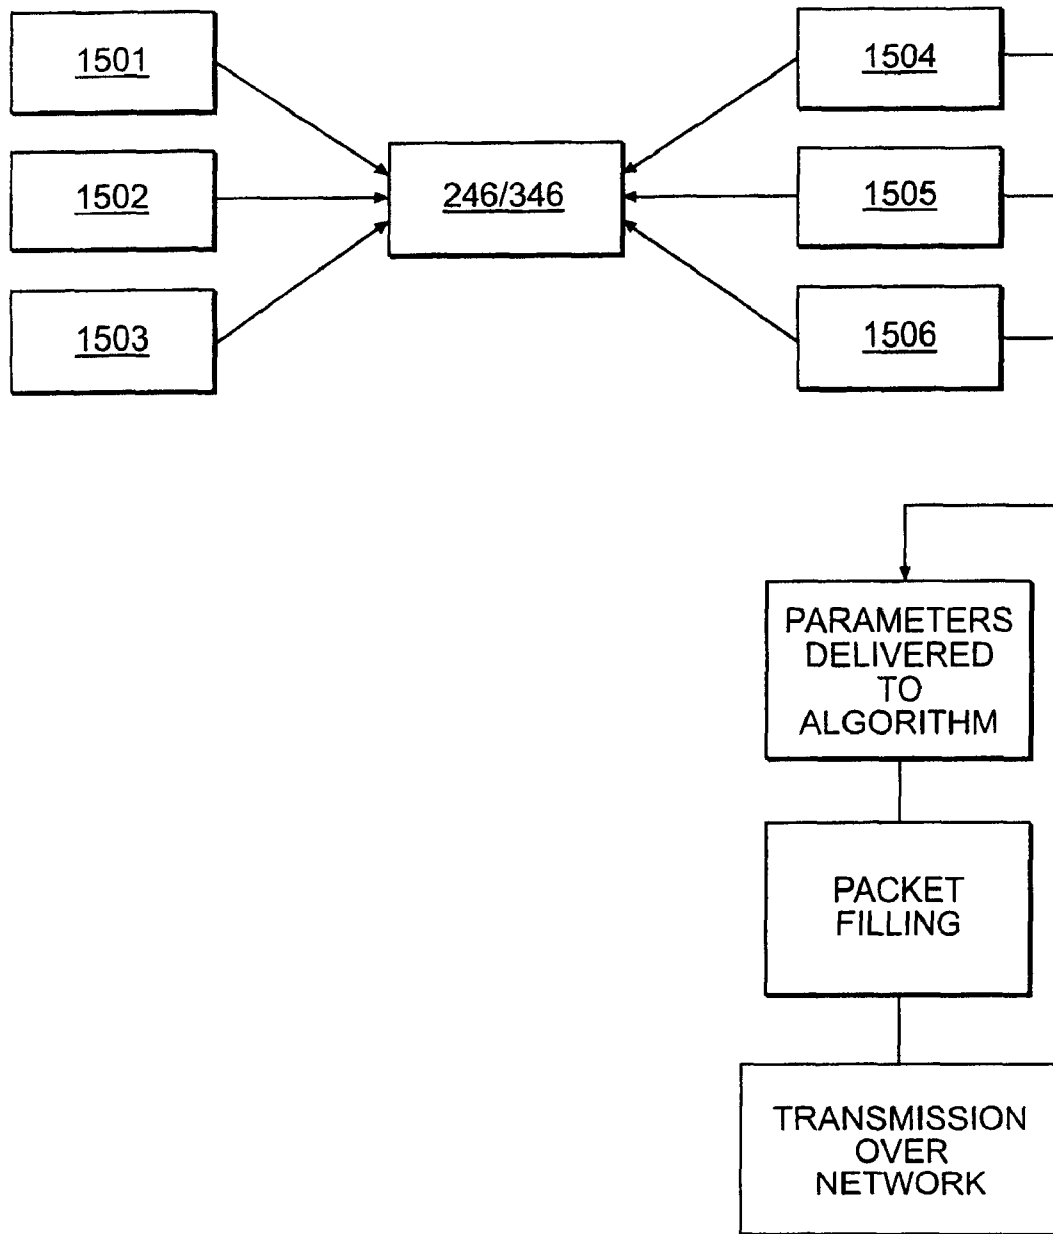 1501
1502
1503
246/346
1504
1505
1506
PARAMETERS
DELIVERED
TO
ALGORITHM
PACKET
FILLING
TRANSMISSION
OVER
NETWORK